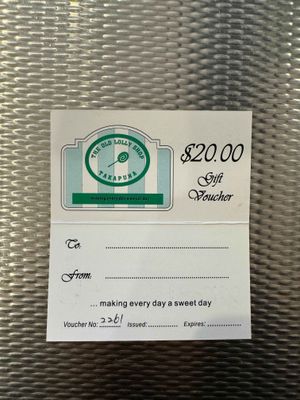 THE OLD LOLLY SHOP
TAKAPUNA
$20.00
Gift
Voucher
To: ................................
From: ................................
... making every day a sweet day
Voucher No: 2261 Issued: .............. Expires: ..............